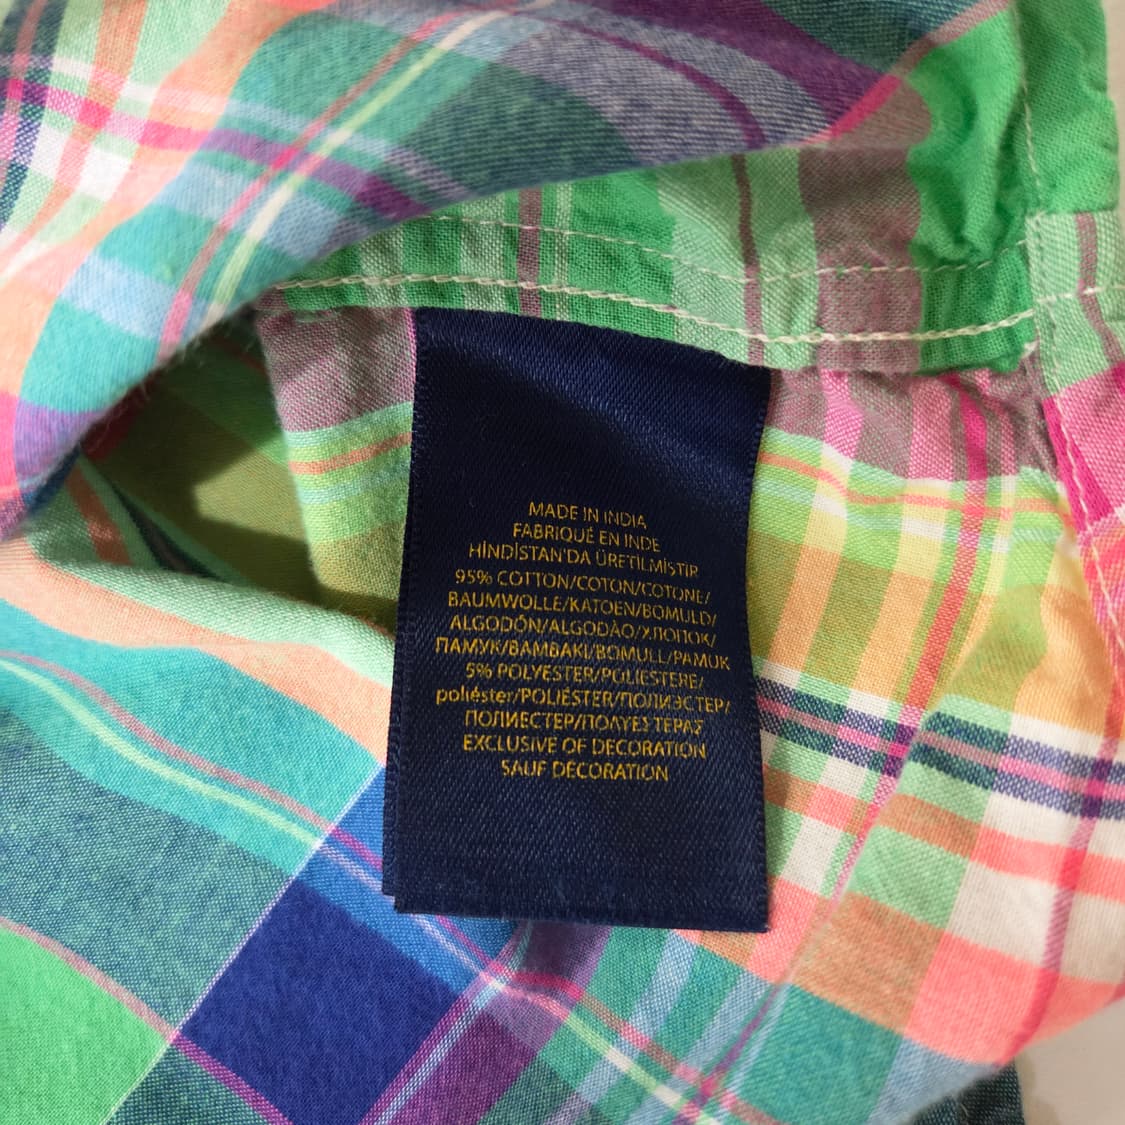 MADE IN INDIA
FABRIQUÉ EN INDE
HİNDİSTAN'DA ÜRETİLMİŞTİR
95% COTTON/COTON/COTONE/
BAUMWOLLE/KATOEN/BOMULD/
ALGODÓN/ALGODÃO/ХЛОПОК/
ПАМУК/ΒΑΜΒΑΚΙ/BOMULL/PAMUK
5% POLYESTER/POLIESTERE/
poliéster/POLIÉSTER/ПОЛИЭСТЕР/
ПОЛИЕСТЕР/ΠΟΛΥΕΣΤΕΡΑΣ
EXCLUSIVE OF DECORATION
SAUF DÉCORATION